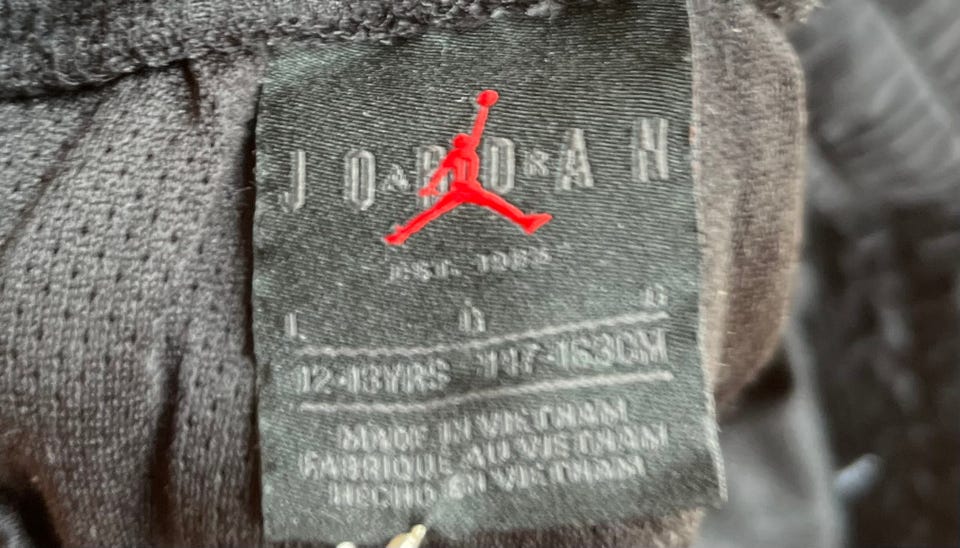 JORDAN
EST. 1985
L G G
12-13YRS 147-163CM
MADE IN VIETNAM
FABRIQUE AU VIETNAM
HECHO EN VIETNAM